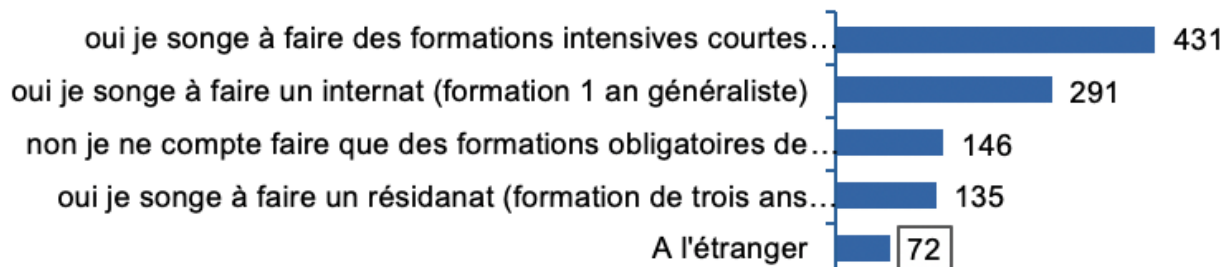 oui je songe à faire des formations intensives courtes... 431
oui je songe à faire un internat (formation 1 an généraliste) 291
non je ne compte faire que des formations obligatoires de... 146
oui je songe à faire un résidanat (formation de trois ans... 135
A l'étranger 72